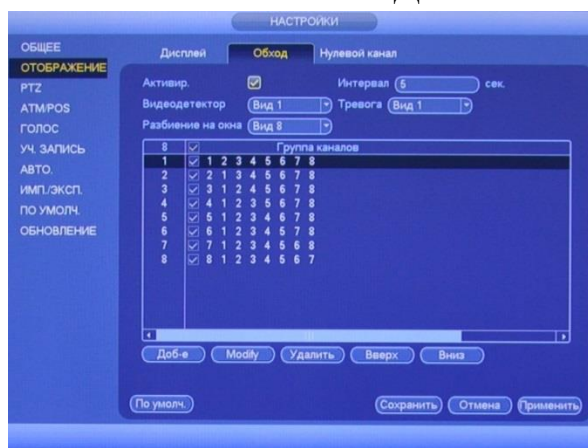 НАСТРОЙКИ
ОБЩЕЕ
ОТОБРАЖЕНИЕ
PTZ
ATM/POS
ГОЛОС
УЧ. ЗАПИСЬ
АВТО.
ИМП./ЭКСП.
ПО УМОЛЧ.
ОБНОВЛЕНИЕ
Дисплей Обход Нулевой канал
Активир. Интервал 5 сек.
Видеодетектор Вид 1 Тревога Вид 1
Разбиение на окна Вид 8
8 Группа каналов
1 1 2 3 4 5 6 7 8
2 2 1 3 4 5 6 7 8
3 3 1 2 4 5 6 7 8
4 4 1 2 3 5 6 7 8
5 5 1 2 3 4 6 7 8
6 6 1 2 3 4 5 7 8
7 7 1 2 3 4 5 6 8
8 8 1 2 3 4 5 6 7
Доб-е Modify Удалить Вверх Вниз
По умолч. Сохранить Отмена Применить